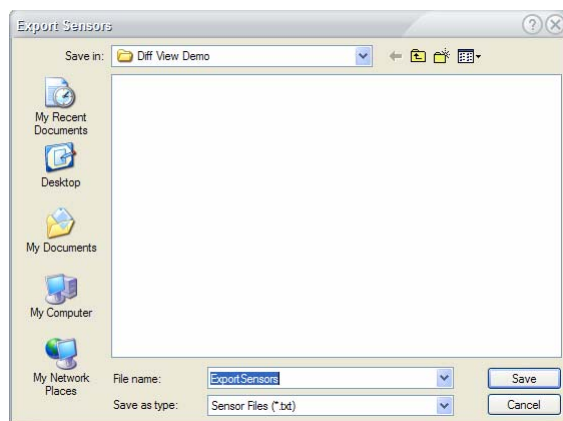 Export Sensors
Save in:
Diff View Demo
My Recent
Documents
Desktop
My Documents
My Computer
My Network
Places
File name:
ExportSensors
Save
Save as type:
Sensor Files (*.txt)
Cancel